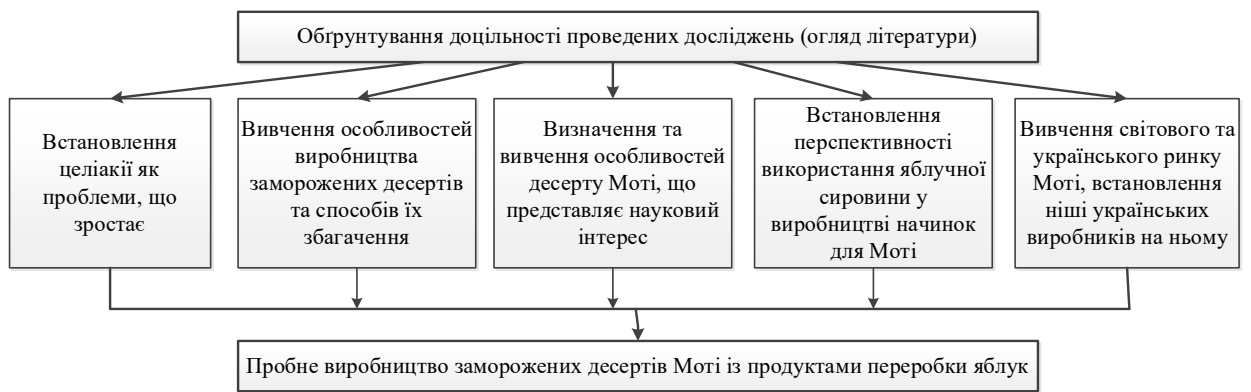 Обґрунтування доцільності проведених досліджень (огляд літератури)
Встановлення
целіакії як
проблеми, що
зростає
Вивчення особливостей
виробництва
заморожених десертів
та способів їх
збагачення
Визначення та
вивчення особливостей
десерту Моті, що
представляє науковий
інтерес
Встановлення
перспективності
використання яблучної
сировини у
виробництві начинок
для Моті
Вивчення світового та
українського ринку
Моті, встановлення
ніші українських
виробників на ньому
Пробне виробництво заморожених десертів Моті із продуктами переробки яблук